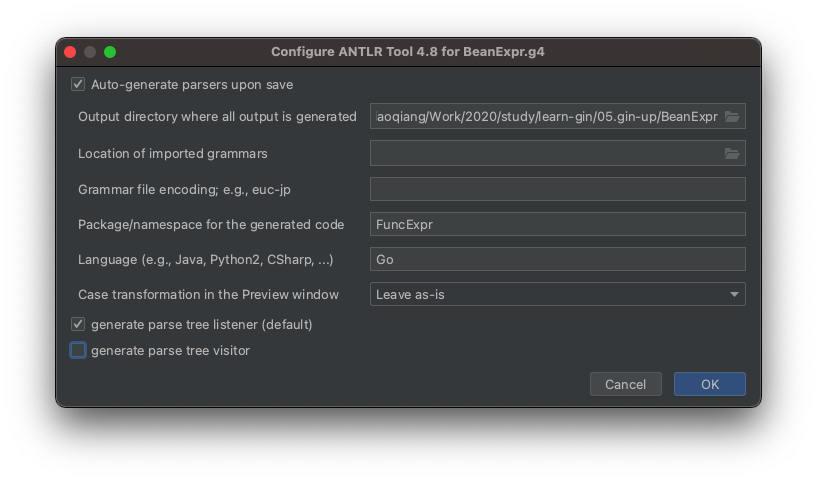 Configure ANTLR Tool 4.8 for BeanExpr.g4
Auto-generate parsers upon save
Output directory where all output is generated aoqiang/Work/2020/study/learn-gin/05.gin-up/BeanExpr
Location of imported grammars
Grammar file encoding; e.g., euc-jp
Package/namespace for the generated code FuncExpr
Language (e.g., Java, Python2, CSharp, ...) Go
Case transformation in the Preview window Leave as-is
generate parse tree listener (default)
generate parse tree visitor
Cancel OK